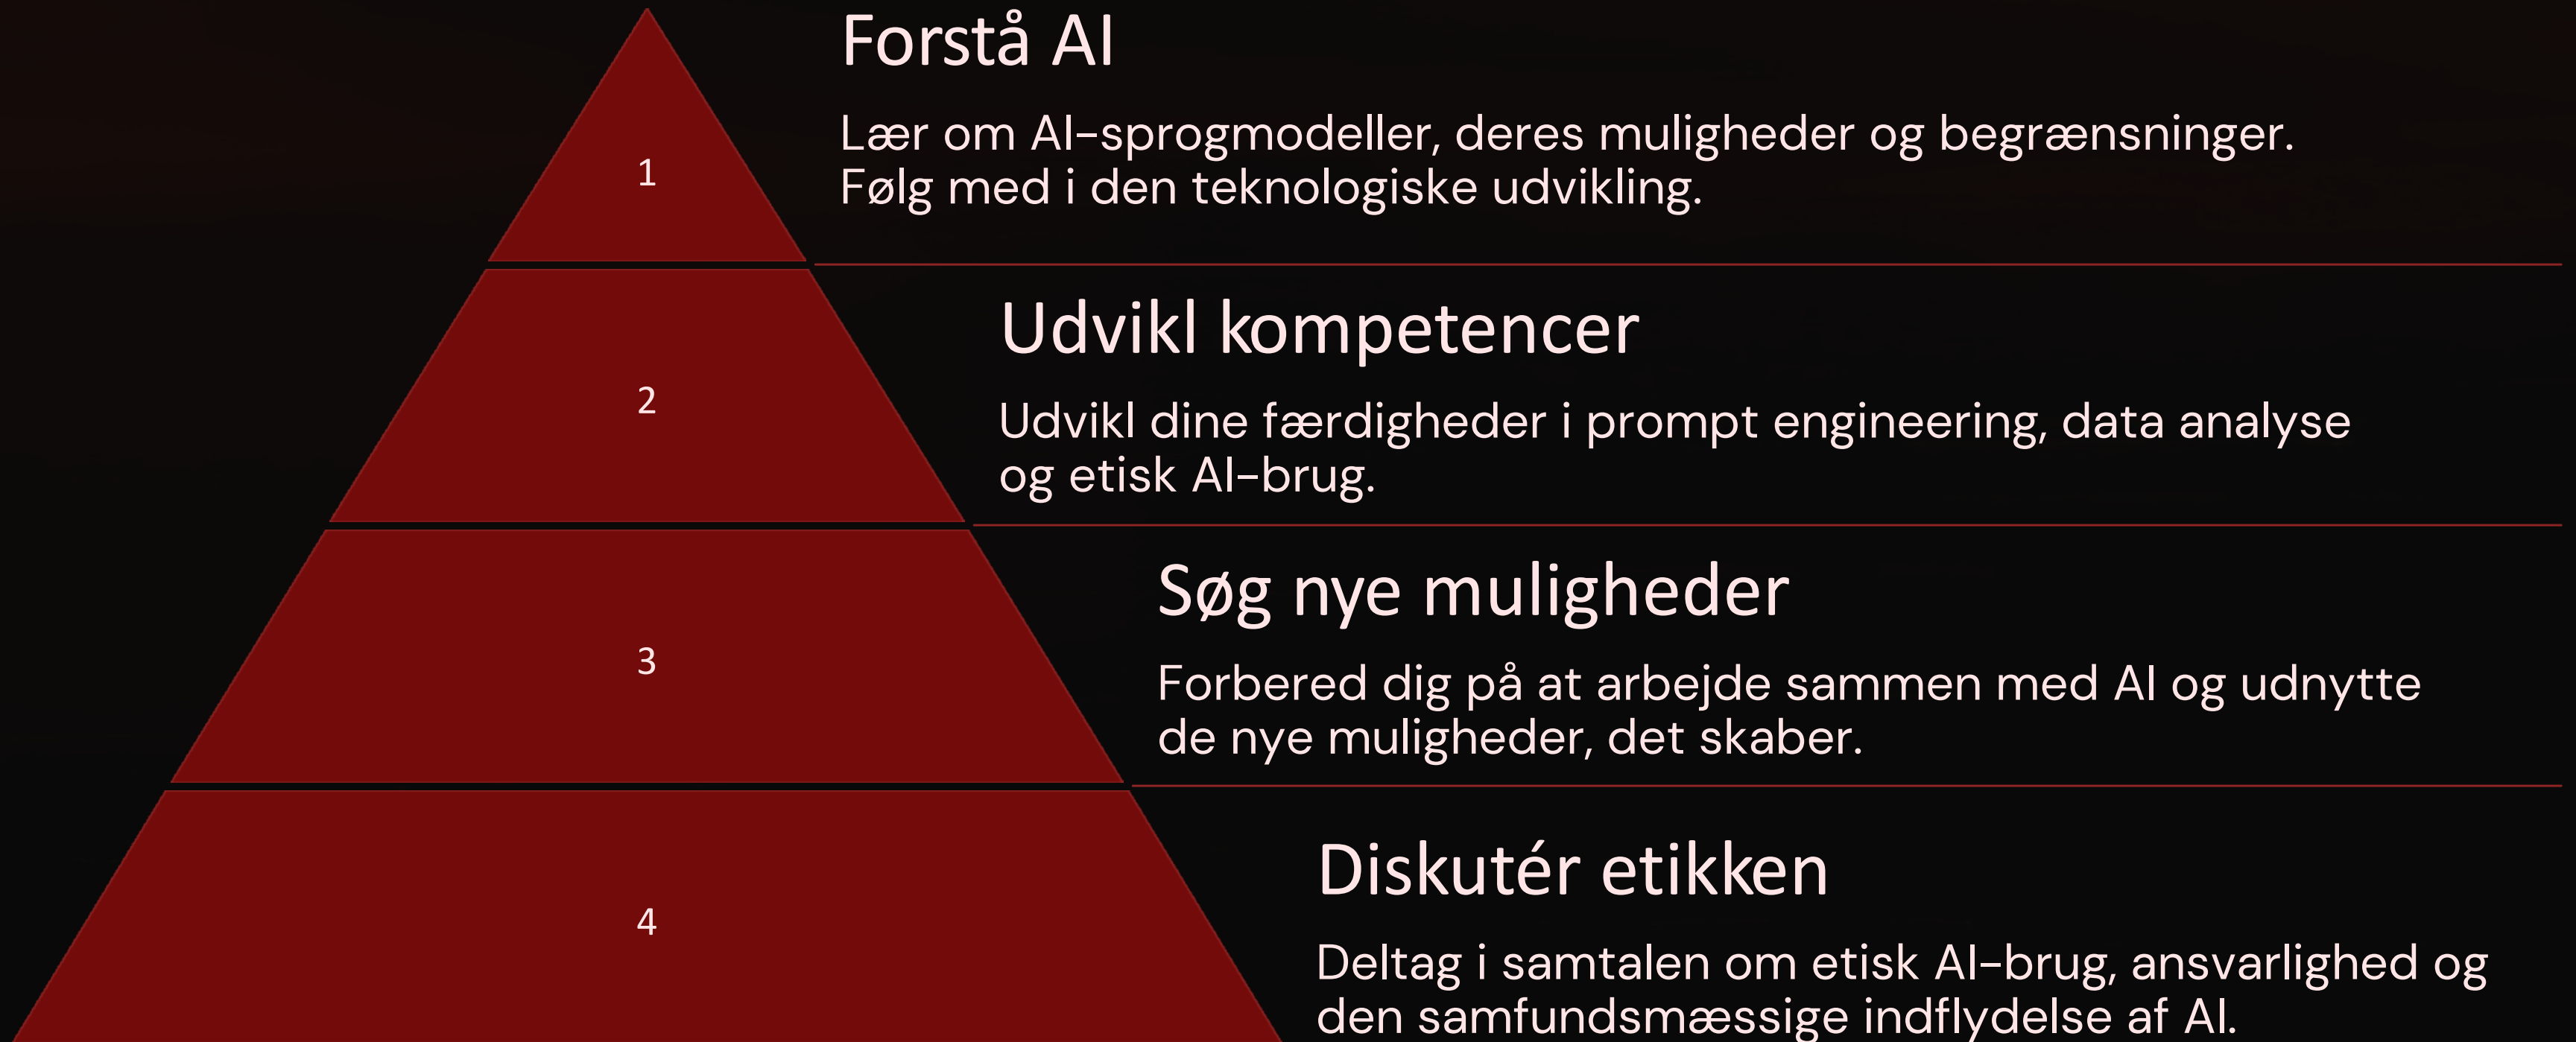 Forstå AI
Lær om AI-sprogmodeller, deres muligheder og begrænsninger.
Følg med i den teknologiske udvikling.
1
Udvikl kompetencer
Udvikl dine færdigheder i prompt engineering, data analyse
og etisk AI-brug.
2
Søg nye muligheder
Forbered dig på at arbejde sammen med AI og udnytte
de nye muligheder, det skaber.
3
Diskutér etikken
Deltag i samtalen om etisk AI-brug, ansvarlighed og
den samfundsmæssige indflydelse af AI.
4